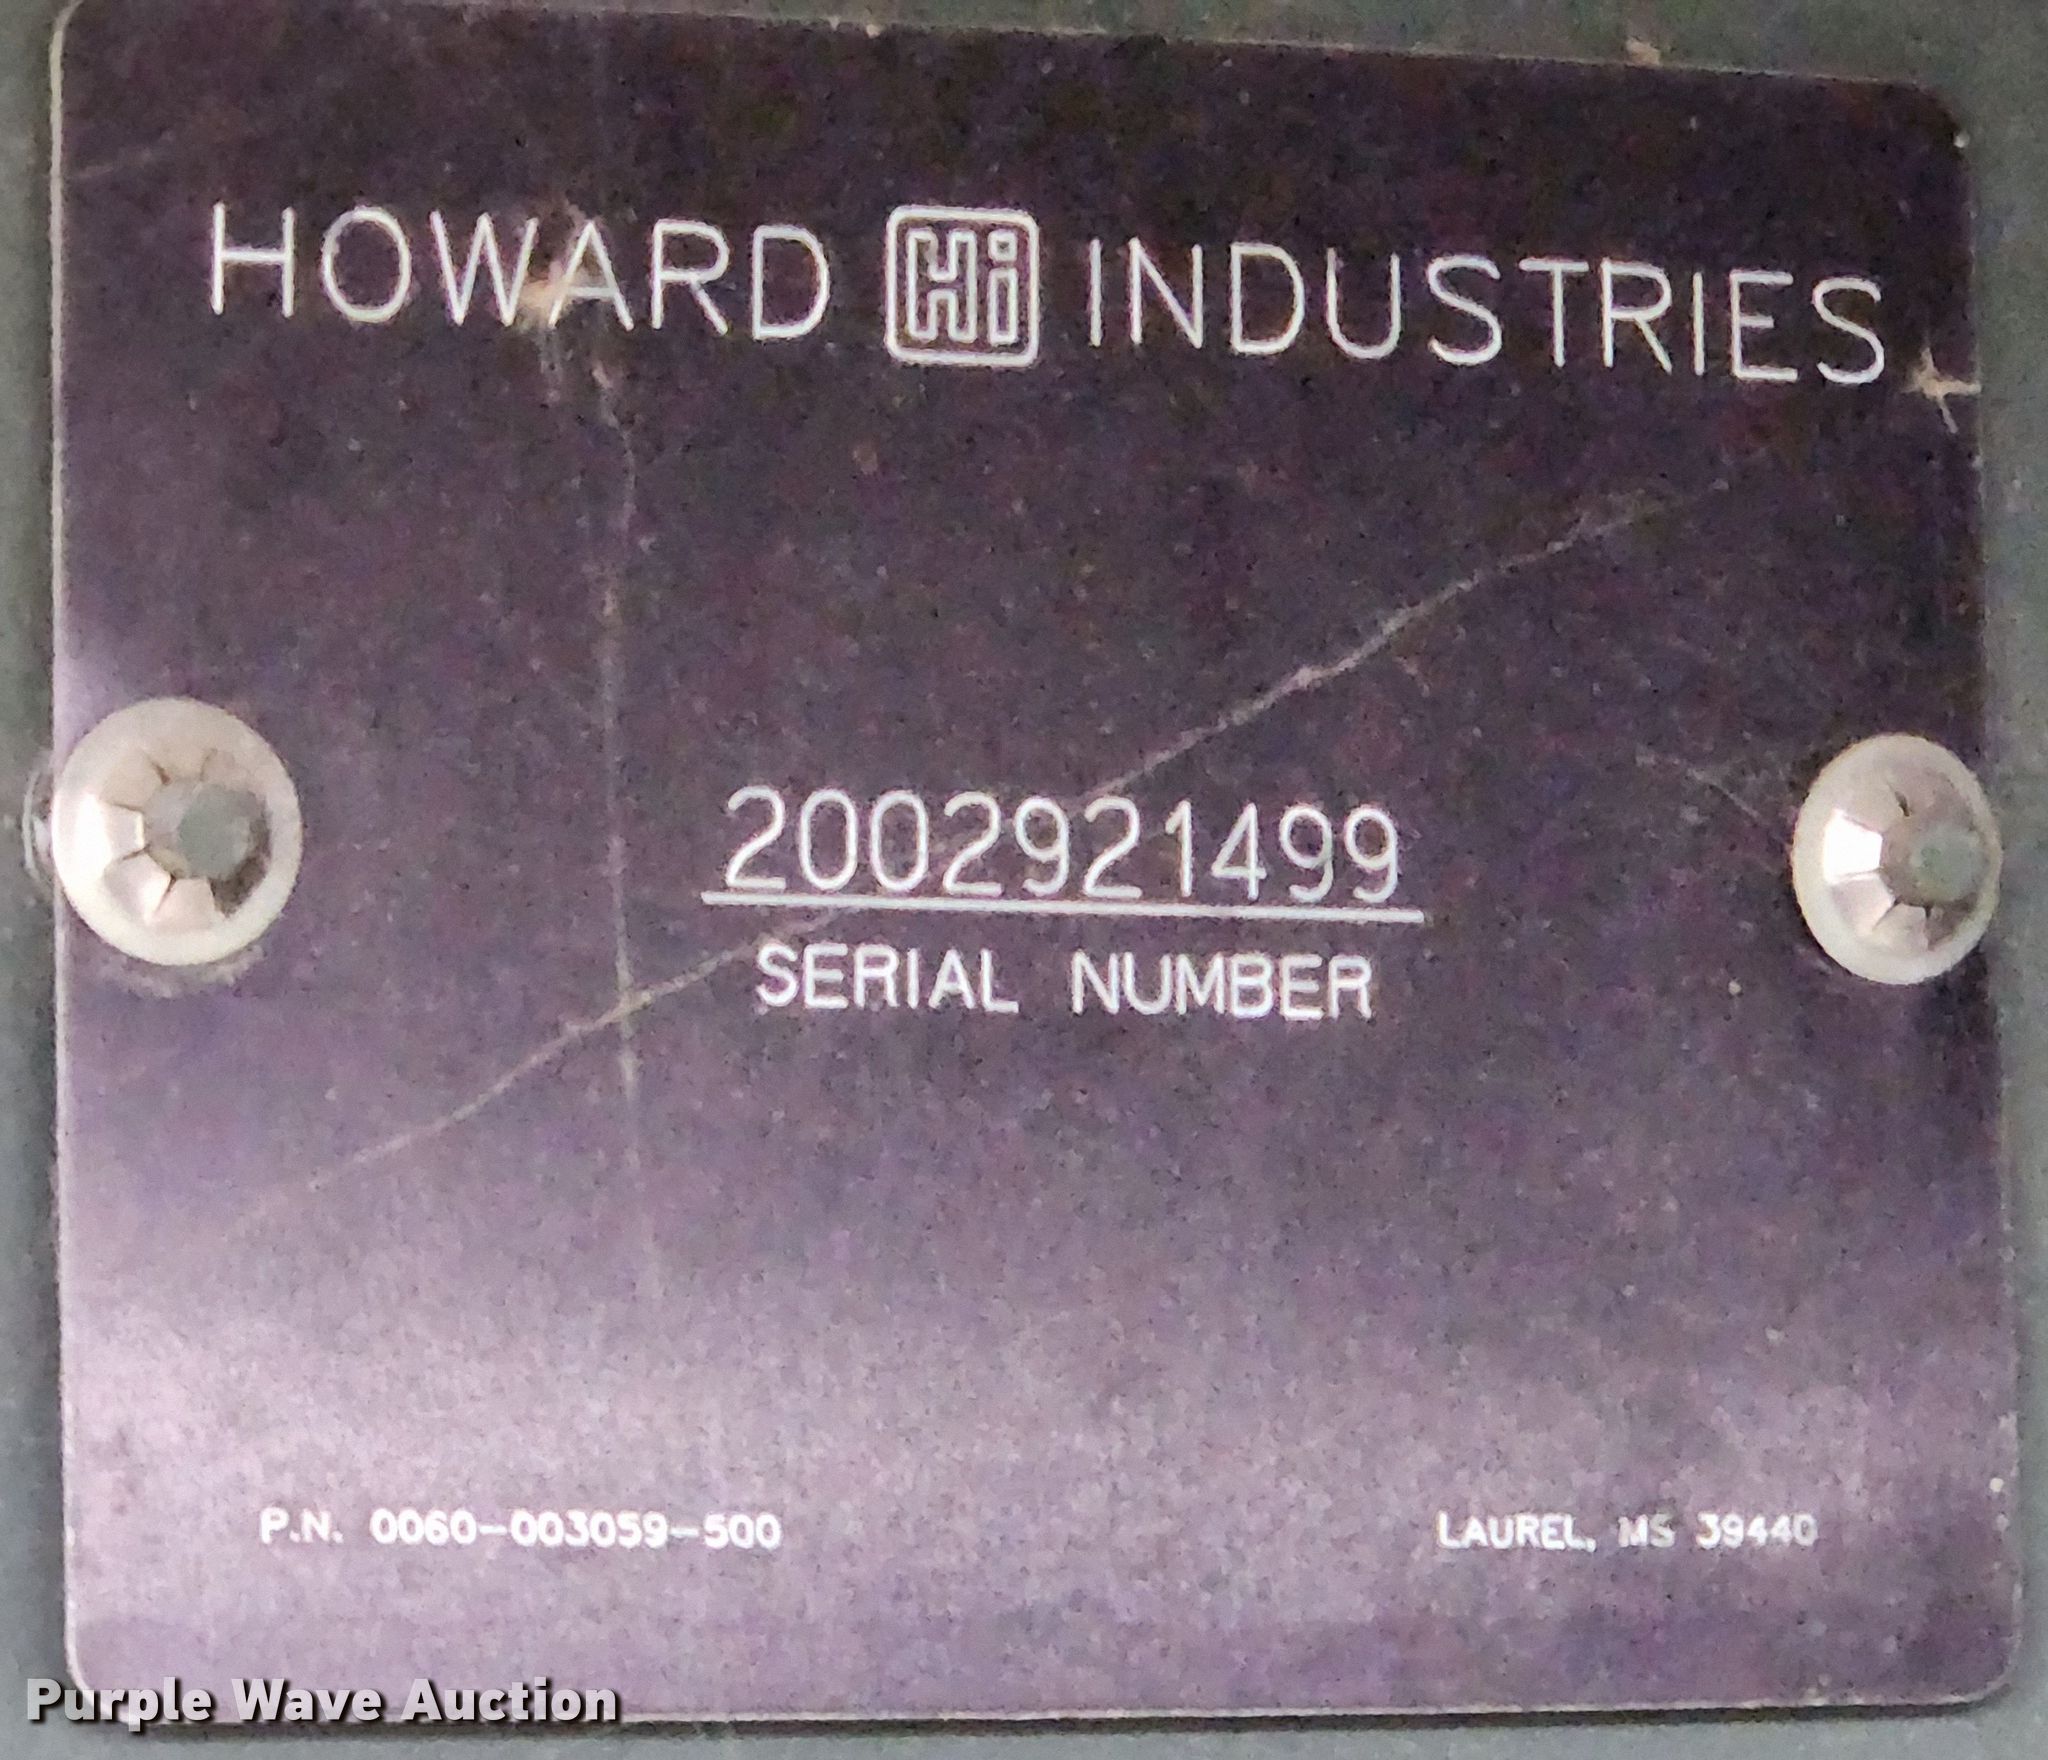 HOWARD Hi INDUSTRIES
2002921499
SERIAL NUMBER
P.N. 0060-003059-500 LAUREL, MS 39440
Purple Wave Auction